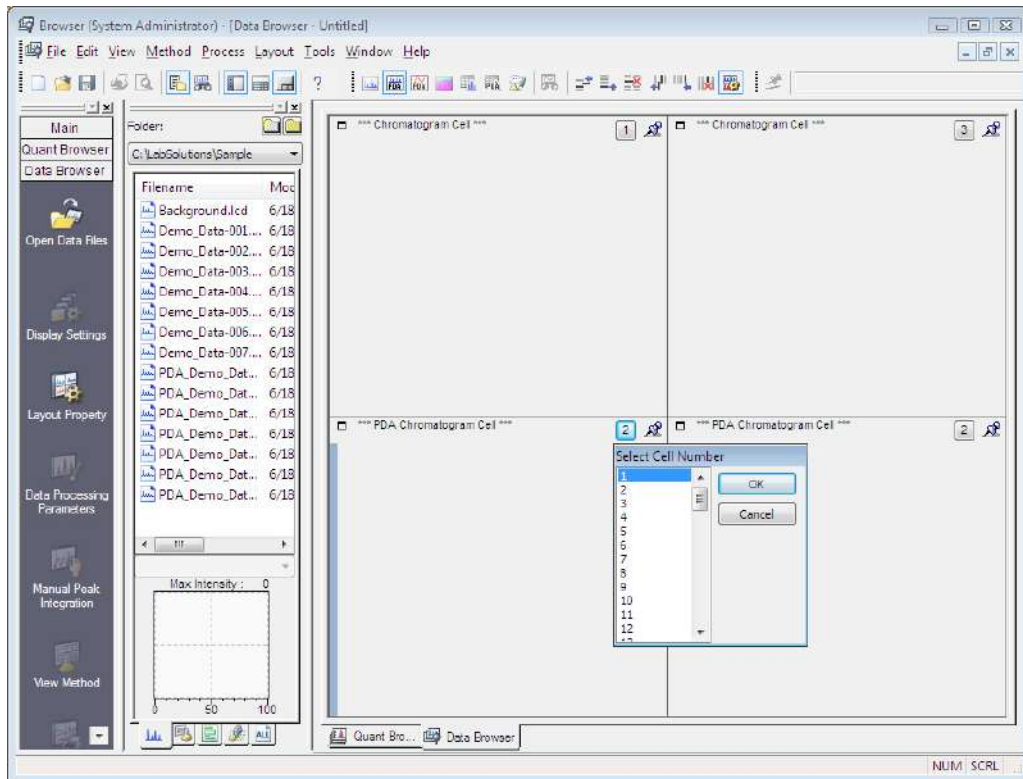 Browser (System Administrator) - [Data Browser - Untitled]
File Edit View Method Process Layout Tools Window Help
Main
Quant Browser
Data Browser
Open Data Files
Display Settings
Layout Property
Data Processing
Parameters
Manual Peak
Integration
View Method
Folder:
C:\LabSolutions\Sample
Filename Mod
Background.lcd 6/18
Demo_Data-001.... 6/18
Demo_Data-002.... 6/18
Demo_Data-003.... 6/18
Demo_Data-004.... 6/18
Demo_Data-005.... 6/18
Demo_Data-006.... 6/18
Demo_Data-007.... 6/18
PDA_Demo_Dat... 6/18
PDA_Demo_Dat... 6/18
PDA_Demo_Dat... 6/18
PDA_Demo_Dat... 6/18
PDA_Demo_Dat... 6/18
PDA_Demo_Dat... 6/18
PDA_Demo_Dat... 6/18
Max Intensity : 0
0 50 100
ALL
*** Chromatogram Cell *** 1
*** Chromatogram Cell *** 3
*** PDA Chromatogram Cell *** 2
*** PDA Chromatogram Cell *** 2
Select Cell Number
1
2
3
4
5
6
7
8
9
10
11
12
OK
Cancel
Quant Bro... Data Browser
NUM SCRL